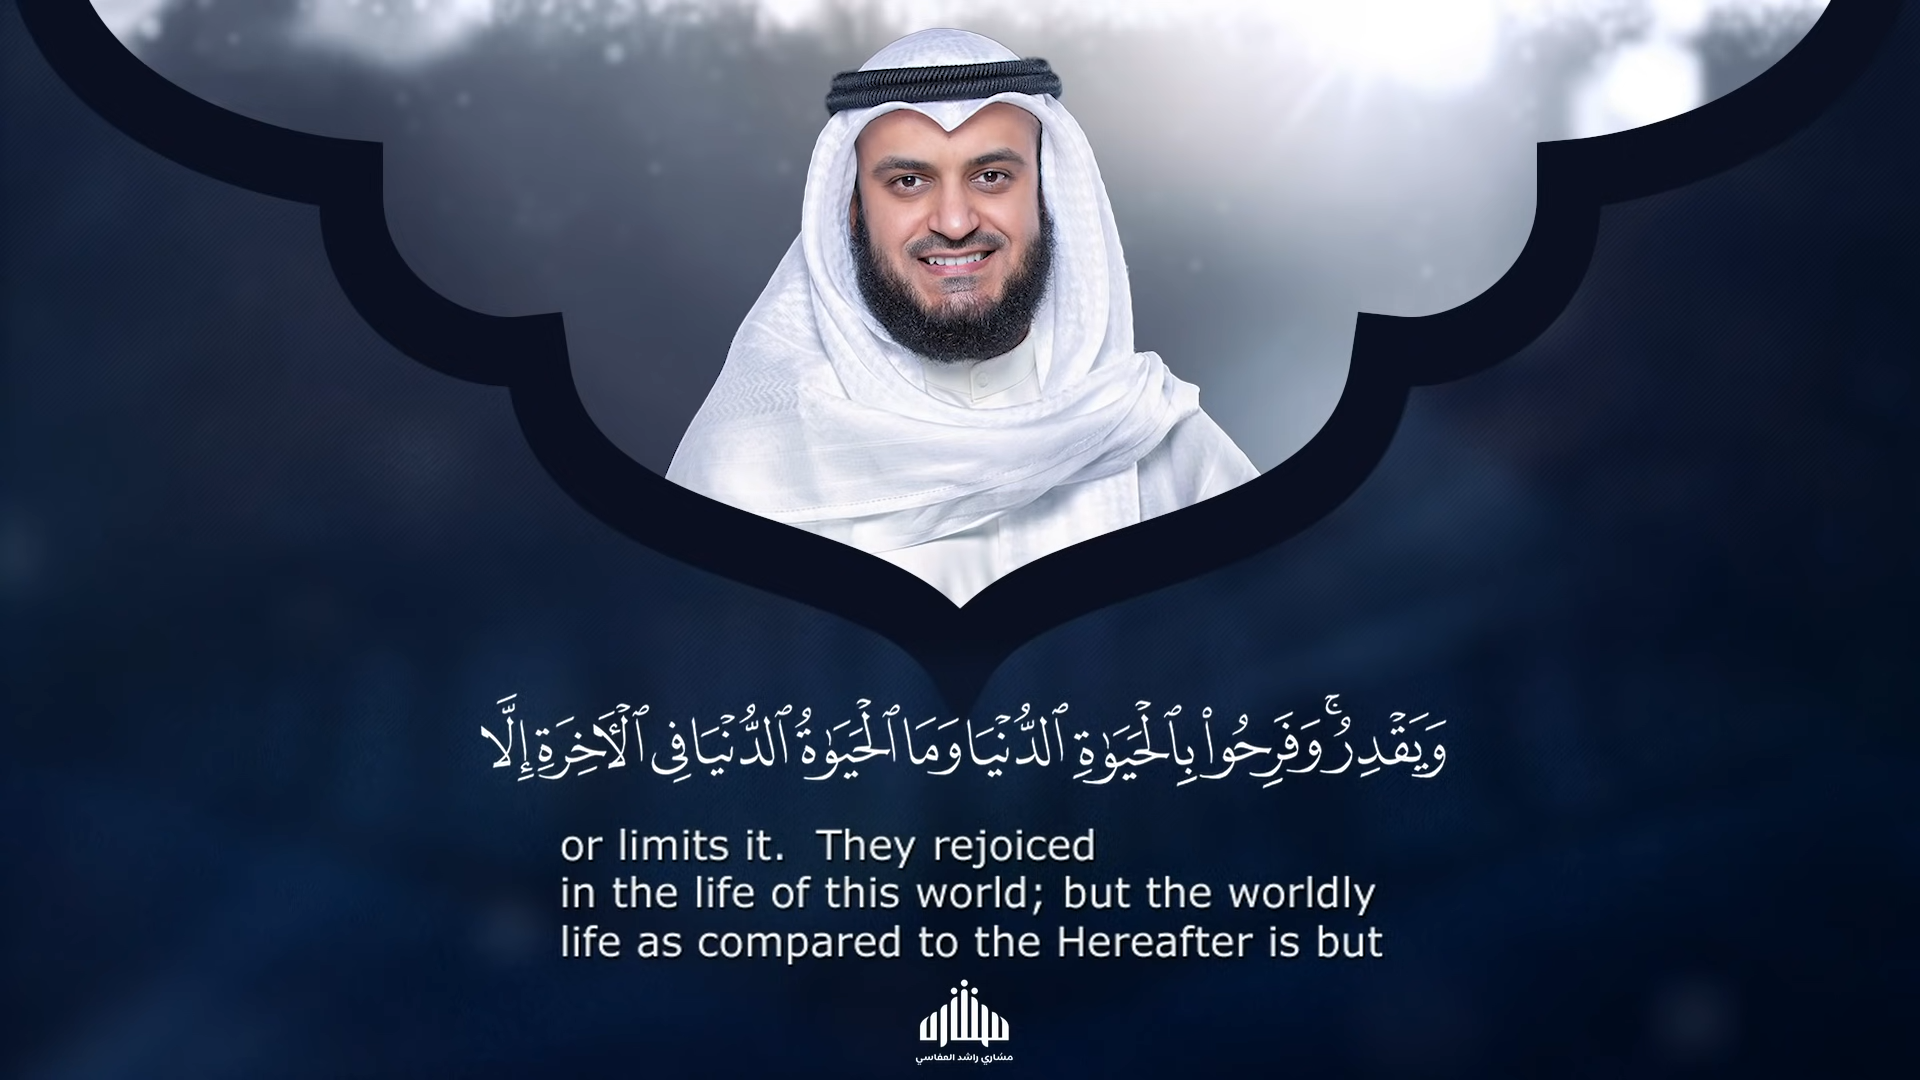 وَيَقْدِرُ ۚ وَفَرِحُوا۟ بِٱلْحَيَوٰةِ ٱلدُّنْيَا وَمَا ٱلْحَيَوٰةُ ٱلدُّنْيَا فِى ٱلْـَٔاخِرَةِ إِلَّا
or limits it. They rejoiced
in the life of this world; but the worldly
life as compared to the Hereafter is but
مشاري راشد العفاسي